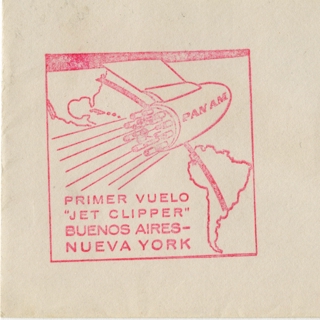 PAN AM
PRIMER VUELO
"JET CLIPPER"
BUENOS AIRES-
NUEVA YORK